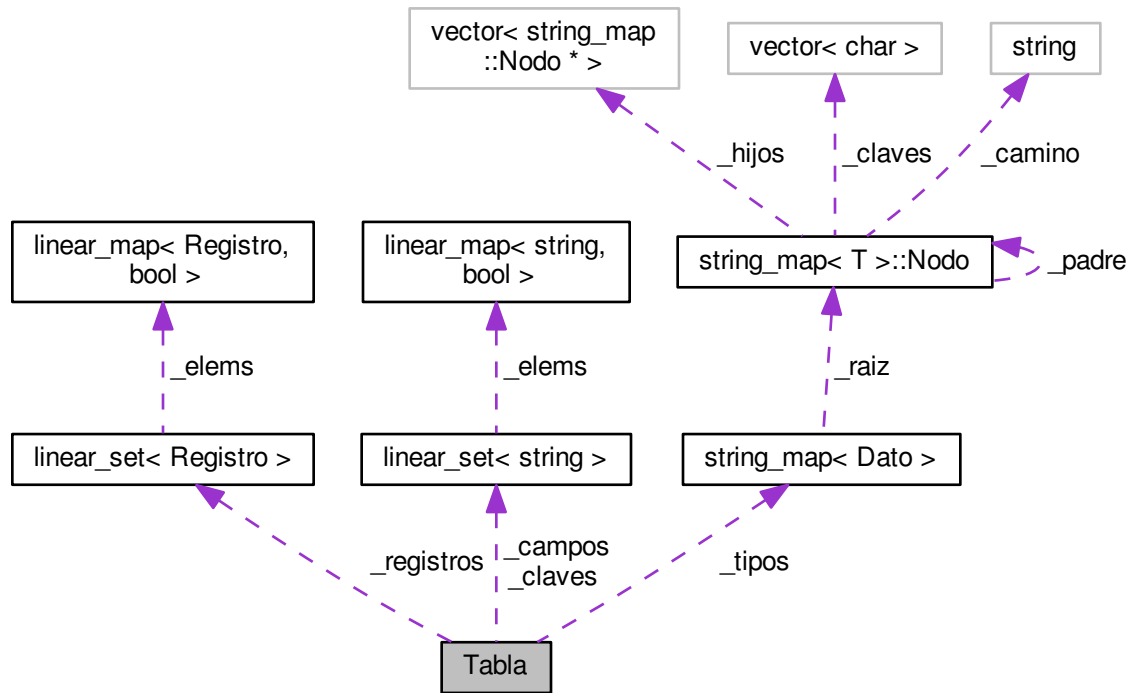 vector< string_map
::Nodo * >
vector< char >
string
_hijos
_claves
_camino
linear_map< Registro,
bool >
linear_map< string,
bool >
string_map< T >::Nodo
_padre
_elems
_elems
_raiz
linear_set< Registro >
linear_set< string >
string_map< Dato >
_registros
_campos
_claves
_tipos
Tabla